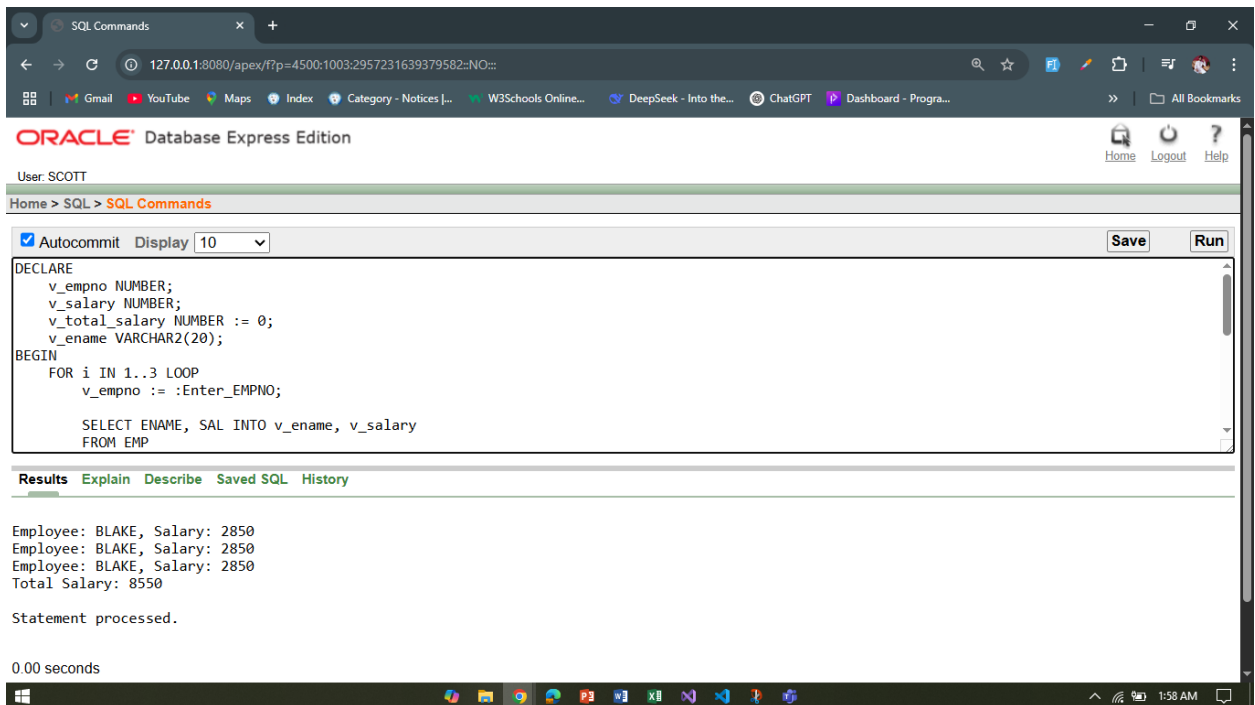 SQL Commands
127.0.0.1:8080/apex/f?p=4500:1003:2957231639379582::NO:::
Gmail YouTube Maps Index Category - Notices |... W3Schools Online... DeepSeek - Into the... ChatGPT Dashboard - Progra... » All Bookmarks
ORACLE Database Express Edition
Home Logout Help
User: SCOTT
Home > SQL > SQL Commands
Autocommit Display 10 Save Run
DECLARE
v_empno NUMBER;
v_salary NUMBER;
v_total_salary NUMBER := 0;
v_ename VARCHAR2(20);
BEGIN
FOR i IN 1..3 LOOP
v_empno := :Enter_EMPNO;
SELECT ENAME, SAL INTO v_ename, v_salary
FROM EMP
Results Explain Describe Saved SQL History
Employee: BLAKE, Salary: 2850
Employee: BLAKE, Salary: 2850
Employee: BLAKE, Salary: 2850
Total Salary: 8550
Statement processed.
0.00 seconds
1:58 AM